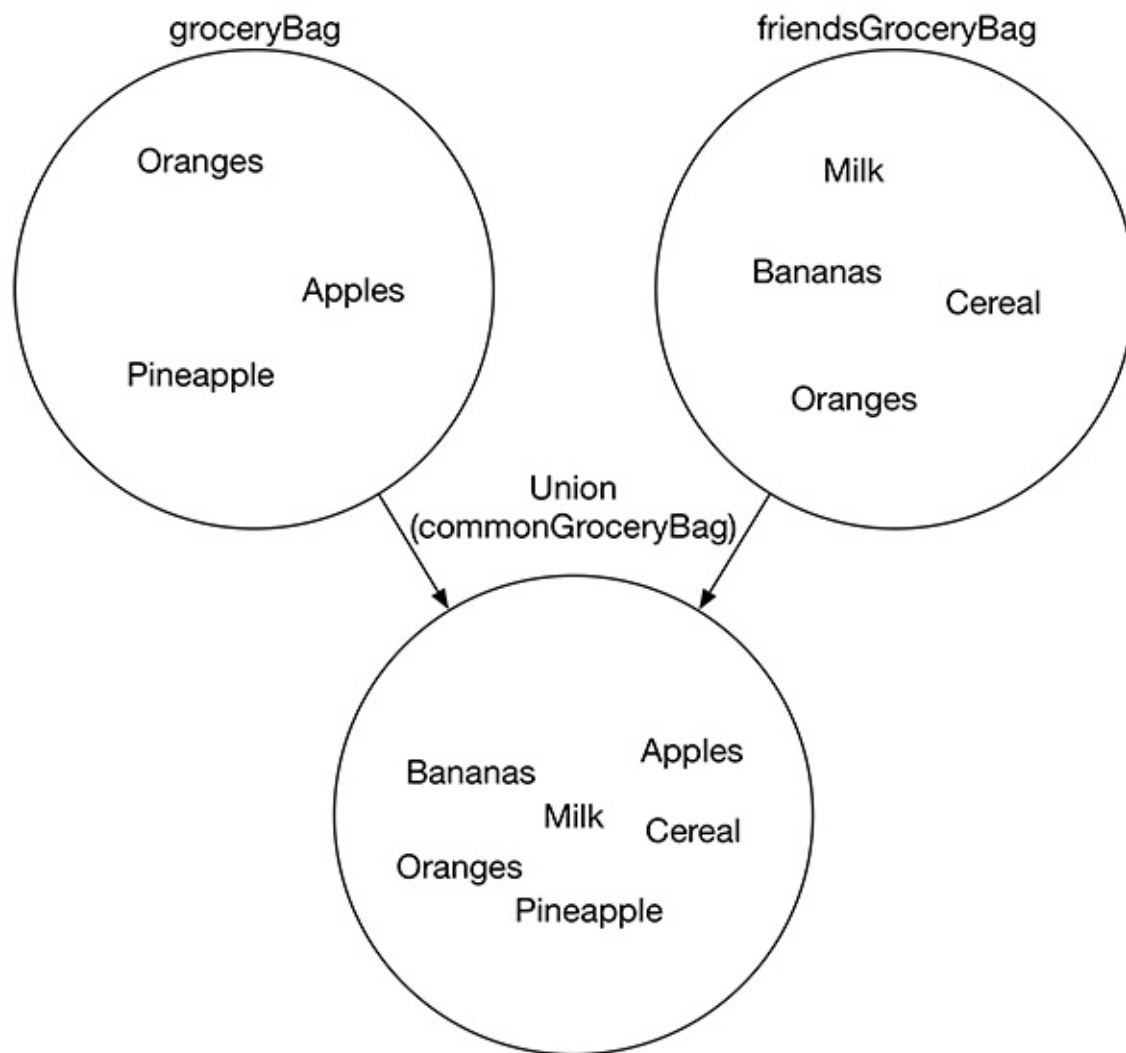 groceryBag
friendsGroceryBag
Oranges
Apples
Pineapple
Milk
Bananas
Cereal
Oranges
Union
(commonGroceryBag)
Apples
Bananas
Milk
Cereal
Oranges
Pineapple